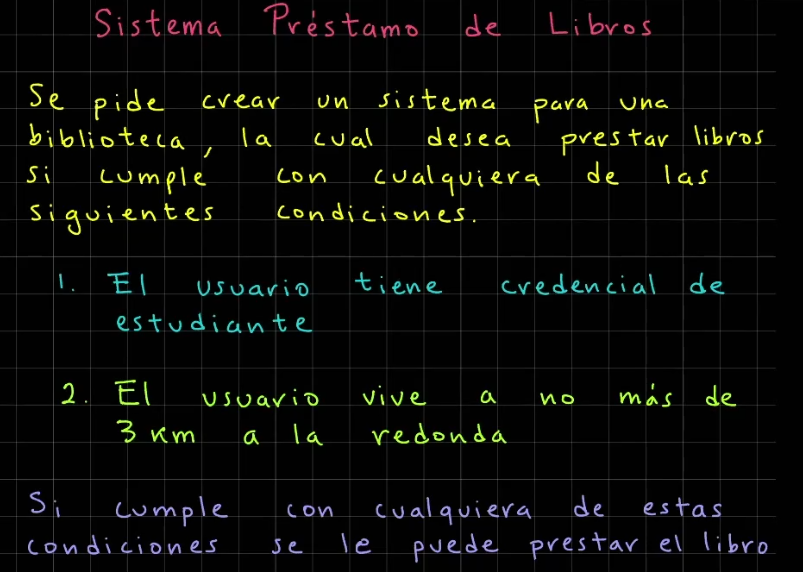 Sistema Préstamo de Libros
Se pide crear un sistema para una
biblioteca, la cual desea prestar libros
si cumple con cualquiera de las
siguientes condiciones.
1. El usuario tiene credencial de
estudiante
2. El usuario vive a no más de
3 km a la redonda
Si cumple con cualquiera de estas
condiciones se le puede prestar el libro